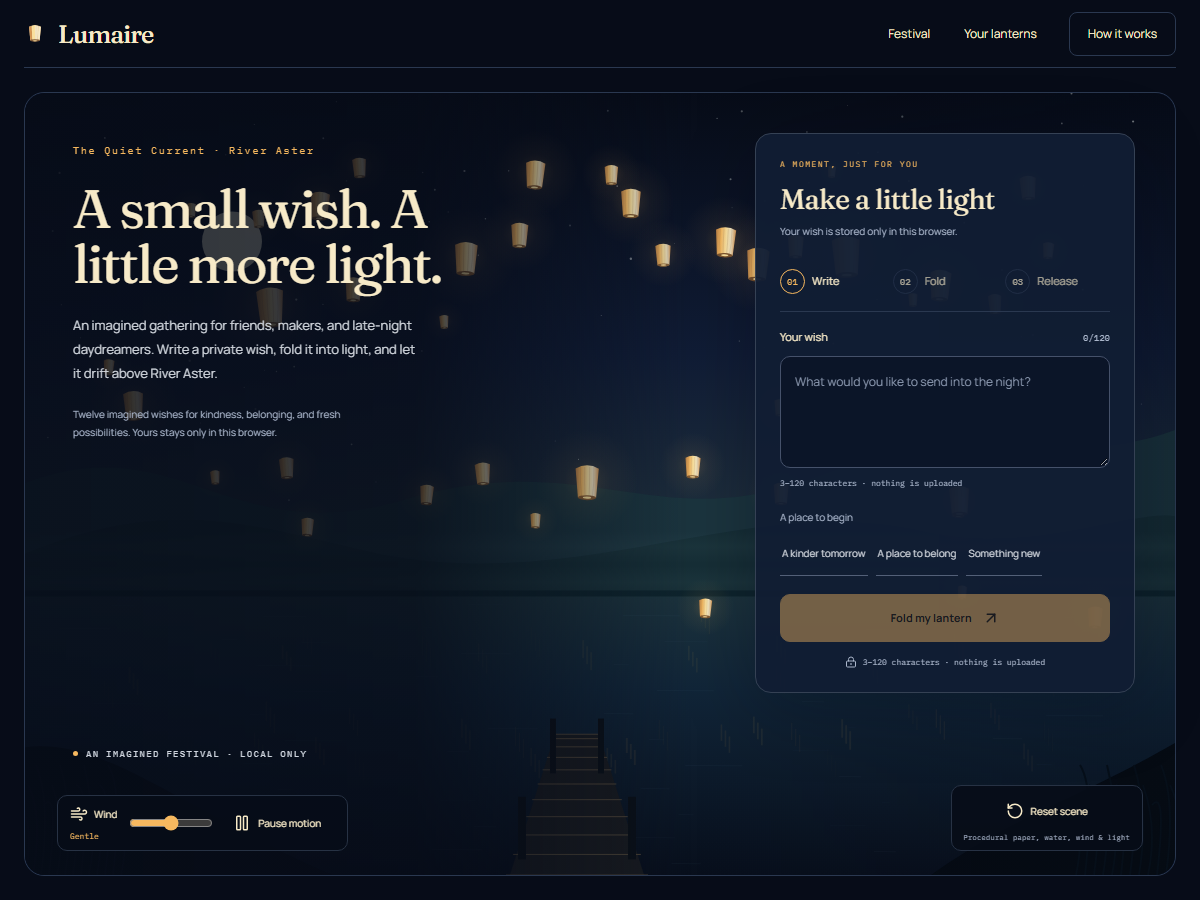 Lumaire
Festival
Your lanterns
How it works
The Quiet Current · River Aster
A small wish. A
little more light.
An imagined gathering for friends, makers, and late-night
daydreamers. Write a private wish, fold it into light, and let
it drift above River Aster.
Twelve imagined wishes for kindness, belonging, and fresh
possibilities. Yours stays only in this browser.
A MOMENT, JUST FOR YOU
Make a little light
Your wish is stored only in this browser.
01 Write
02 Fold
03 Release
Your wish
0/120
What would you like to send into the night?
3–120 characters · nothing is uploaded
A place to begin
A kinder tomorrow
A place to belong
Something new
Fold my lantern
3–120 characters · nothing is uploaded
AN IMAGINED FESTIVAL · LOCAL ONLY
Wind
Gentle
Pause motion
Reset scene
Procedural paper, water, wind & light